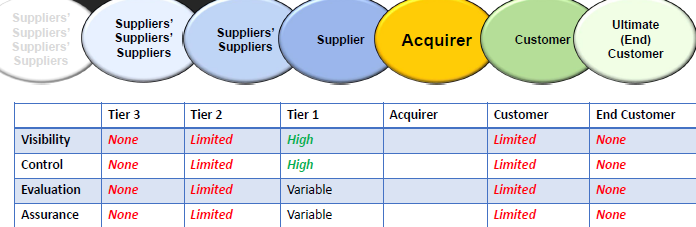 Suppliers'
Suppliers'
Suppliers'
Suppliers
Suppliers'
Suppliers'
Suppliers
Suppliers'
Suppliers
Supplier
Acquirer
Customer
Ultimate
(End)
Customer
Tier 3 Tier 2 Tier 1 Acquirer Customer End Customer
Visibility None Limited High Limited None
Control None Limited High Limited None
Evaluation None Limited Variable Limited None
Assurance None Limited Variable Limited None